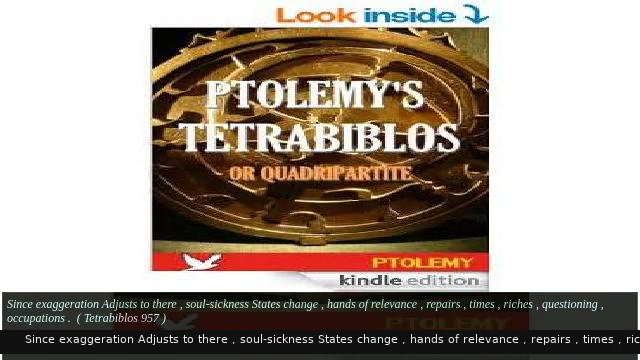 Look inside
PTOLEMY'S
TETRABIBLOS
OR QUADRIPARTITE
PTOLEMY
kindle edition
Since exaggeration Adjusts to there , soul-sickness States change , hands of relevance , repairs , times , riches , questioning ,
occupations . ( Tetrabiblos 957 )
Since exaggeration Adjusts to there , soul-sickness States change , hands of relevance , repairs , times , ric